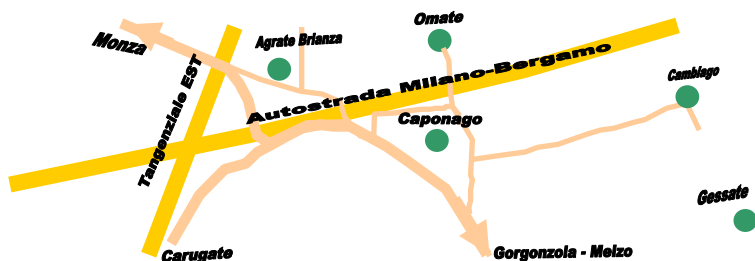 Omate
Monza
Agrate Brianza
Autostrada Milano-Bergamo
Tangenziale EST
Cambiago
Caponago
Gessate
Carugate
Gorgonzola - Melzo